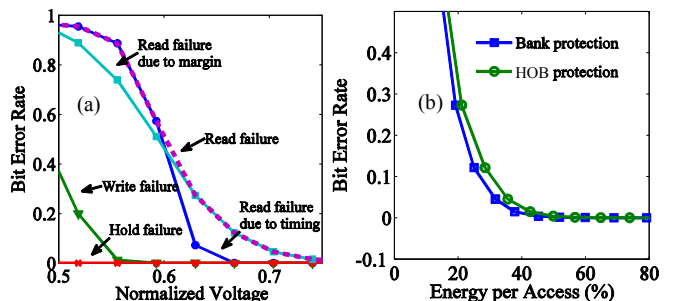 Bit Error Rate
1
0.8
0.6
0.4
0.2
0
0.5
0.6
0.7
Normalized Voltage
(a)
Read failure
due to margin
Read failure
Write failure
Hold failure
Read failure
due to timing
Bit Error Rate
0.4
0.3
0.2
0.1
0
-0.1
0
20
40
60
80
Energy per Access (%)
(b)
Bank protection
HOB protection